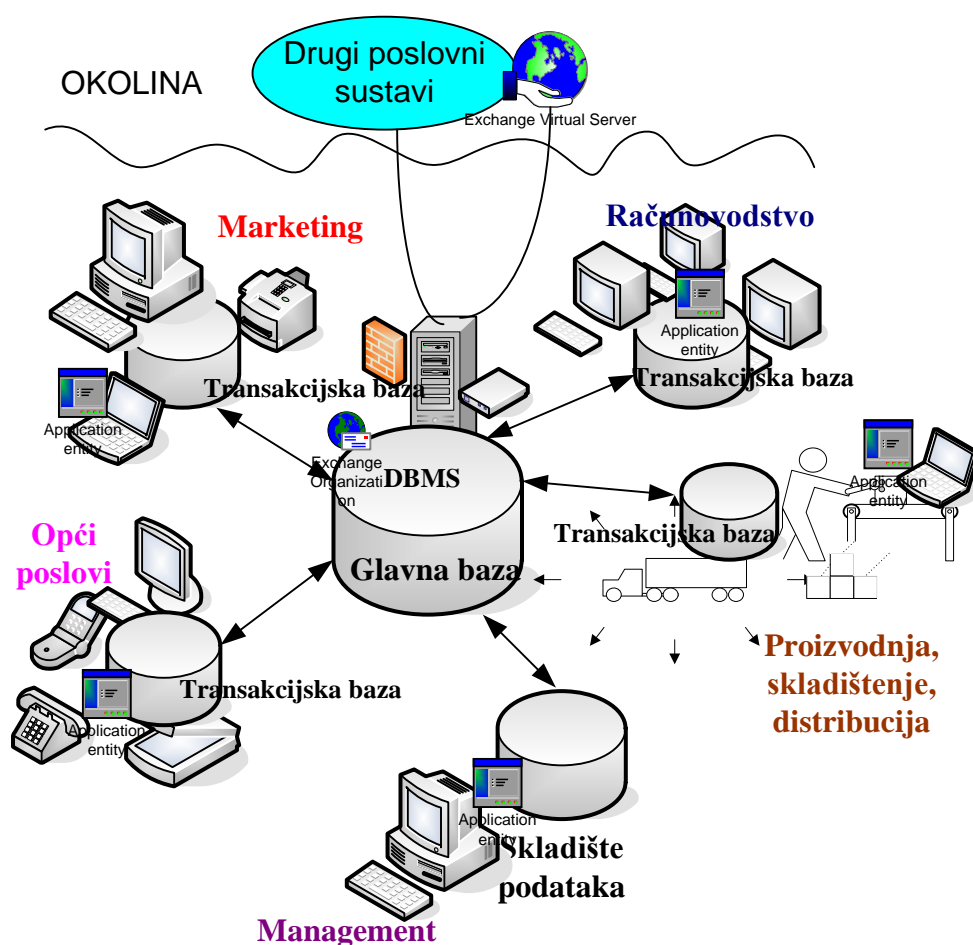 Drugi poslovni
sustavi
OKOLINA
Exchange Virtual Server
Marketing
Računovodstvo
Application
entity
Transakcijska baza
Transakcijska baza
Application
entity
Exchange
Organizati
on
DBMS
Application
entity
Transakcijska baza
Opći
poslovi
Glavna baza
Proizvodnja,
skladištenje,
distribucija
Transakcijska baza
Application
entity
Application
entity
Skladište
podataka
Management